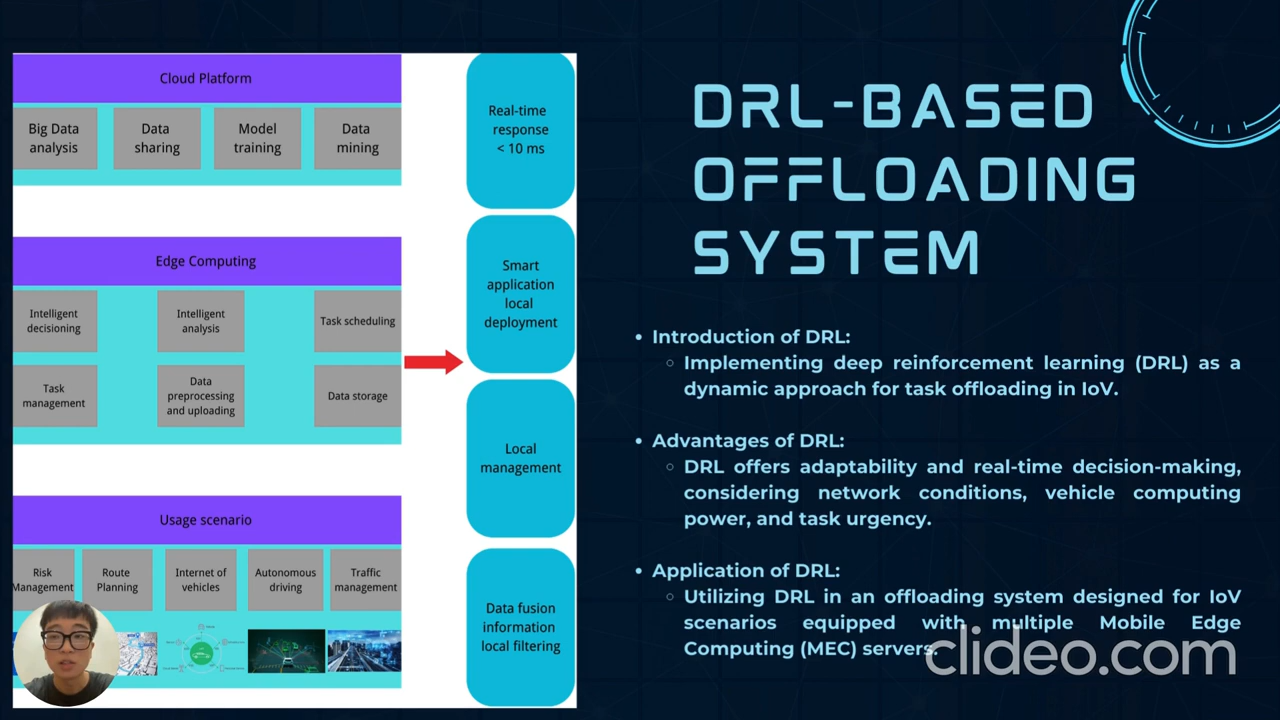 Cloud Platform
Big Data
analysis
Data
sharing
Model
training
Data
mining
Edge Computing
Intelligent
decisioning
Intelligent
analysis
Task scheduling
Task
management
Data
preprocessing
and uploading
Data storage
Usage scenario
Risk
Management
Route
Planning
Internet of
vehicles
Autonomous
driving
Traffic
management
Real-time
response
< 10 ms
Smart
application
local
deployment
Local
management
Data fusion
information
local filtering
DRL-BASED
OFFLOADING
SYSTEM
• Introduction of DRL:
○ Implementing deep reinforcement learning (DRL) as a
dynamic approach for task offloading in IoV.
• Advantages of DRL:
○ DRL offers adaptability and real-time decision-making,
considering network conditions, vehicle computing
power, and task urgency.
• Application of DRL:
○ Utilizing DRL in an offloading system designed for IoV
scenarios equipped with multiple Mobile Edge
Computing (MEC) servers.
clideo.com